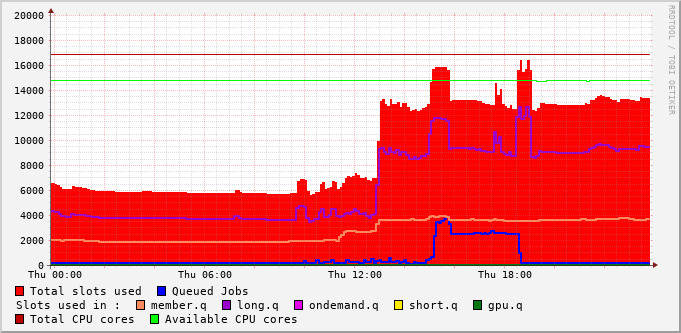 20000
18000
16000
14000
12000
10000
8000
6000
4000
2000
0
Thu 00:00 Thu 06:00 Thu 12:00 Thu 18:00
Total slots used Queued Jobs
Slots used in : member.q long.q ondemand.q short.q gpu.q
Total CPU cores Available CPU cores
RRDTOOL / TOBI OETIKER